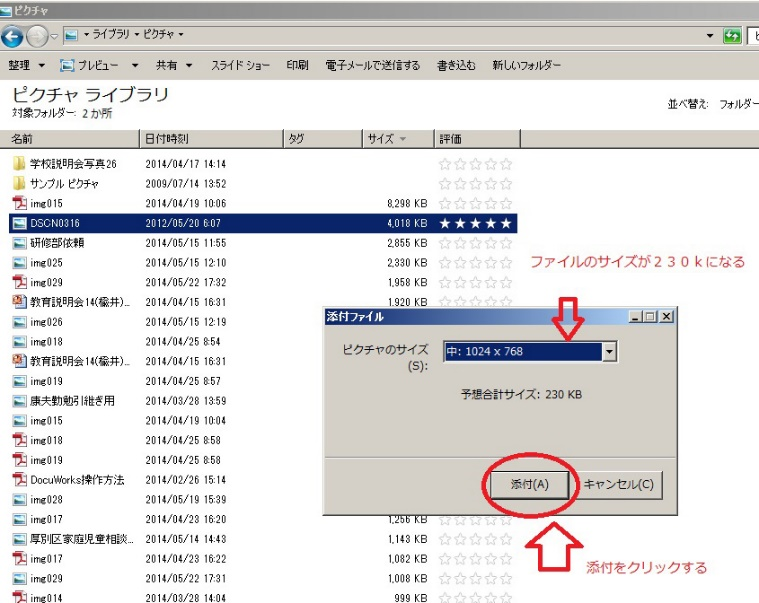 ピクチャ
ライブラリ ピクチャ
整理 プレビュー 共有 スライド ショー 印刷 電子メールで送信する 書き込む 新しいフォルダー
ピクチャ ライブラリ
対象フォルダー: 2 か所
並べ替え: フォルダー
名前 日付時刻 タグ サイズ 評価
学校説明会写真26 2014/04/17 14:14
サンプル ピクチャ 2009/07/14 13:52
img015 2014/04/19 10:06 8,298 KB
DSCN0316 2012/05/20 6:07 4,018 KB ★★★★★
研修部依頼 2014/05/15 11:55 2,855 KB
img025 2014/05/15 12:10 2,330 KB
ファイルのサイズが230kになる
img029 2014/05/22 17:32 1,958 KB
教育説明会14(櫛井)... 2014/04/15 16:31 1,920 KB
添付ファイル
img026 2014/05/15 12:19
img018 2014/04/25 8:54
ピクチャのサイズ(S): 中: 1024 x 768
教育説明会14(櫛井)... 2014/04/15 16:31
img019 2014/04/25 8:57
康夫勤勉引継ぎ用 2014/03/28 13:59
予想合計サイズ: 230 KB
img015 2014/04/19 10:04
img018 2014/04/25 8:58
img019 2014/04/25 8:58
DocuWorks操作方法 2014/02/26 15:14
添付(A) キャンセル(C)
img028 2014/05/19 15:39
img017 2014/04/23 16:20 1,256 KB
厚別区家庭児童相談... 2014/05/14 14:43 1,143 KB
img017 2014/04/23 16:22 1,082 KB
添付をクリックする
img029 2014/05/22 17:31 1,008 KB
img014 2014/03/28 14:04 999 KB